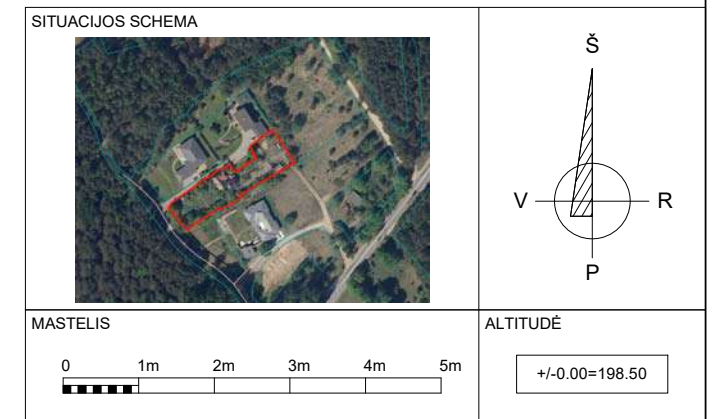 SITUACIJOS SCHEMA
Š
V
R
P
MASTELIS
0 1m 2m 3m 4m 5m
ALTITUDĖ
+/-0.00=198.50